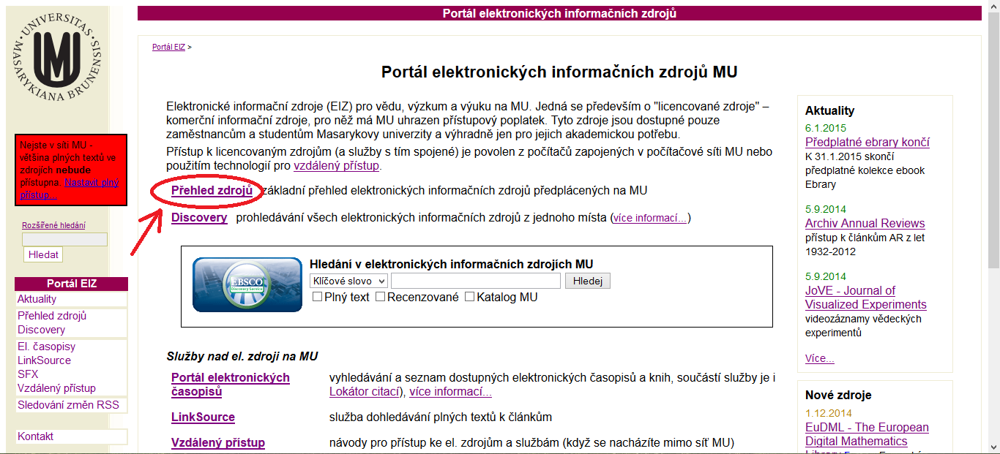 UNIVERSITAS MASARYKIANA BRUNENSIS
Nejste v síti MU -
většina plných textů ve
zdrojích nebude
přístupna. Nastavit plný
přístup...
Rozšířené hledání
Hledat
Portál EIZ
Aktuality
Přehled zdrojů
Discovery
El. časopisy
LinkSource
SFX
Vzdálený přístup
Sledování změn RSS
Kontakt
Portál elektronických informačních zdrojů
Portál EIZ >
Portál elektronických informačních zdrojů MU
Elektronické informační zdroje (EIZ) pro vědu, výzkum a výuku na MU. Jedná se především o "licencované zdroje" –
komerční informační zdroje, pro něž má MU uhrazen přístupový poplatek. Tyto zdroje jsou dostupné pouze
zaměstnancům a studentům Masarykovy univerzity a výhradně jen pro jejich akademickou potřebu.
Přístup k licencovaným zdrojům (a služby s tím spojené) je povolen z počítačů zapojených v počítačové síti MU nebo
použitím technologií pro vzdálený přístup.
Přehled zdrojů základní přehled elektronických informačních zdrojů předplácených na MU
Discovery prohledávání všech elektronických informačních zdrojů z jednoho místa (více informací...)
EBSCO
Discovery Service
Hledání v elektronických informačních zdrojích MU
Klíčové slovo Hledej
Plný text Recenzované Katalog MU
Služby nad el. zdroji na MU
Portál elektronických vyhledávání a seznam dostupných elektronických časopisů a knih, součástí služby je i
časopisů Lokátor citací), více informací...
LinkSource služba dohledávání plných textů k článkům
Vzdálený přístup návody pro přístup ke el. zdrojům a službám (když se nacházíte mimo síť MU)
Aktuality
6.1.2015
Předplatné ebrary končí
K 31.1.2015 skončí
předplatné kolekce ebook
Ebrary
5.9.2014
Archiv Annual Reviews
přístup k článkům AR z let
1932-2012
5.9.2014
JoVE - Journal of
Visualized Experiments
videozáznamy vědeckých
experimentů
Více...
Nové zdroje
1.12.2014
EuDML - The European
Digital Mathematics